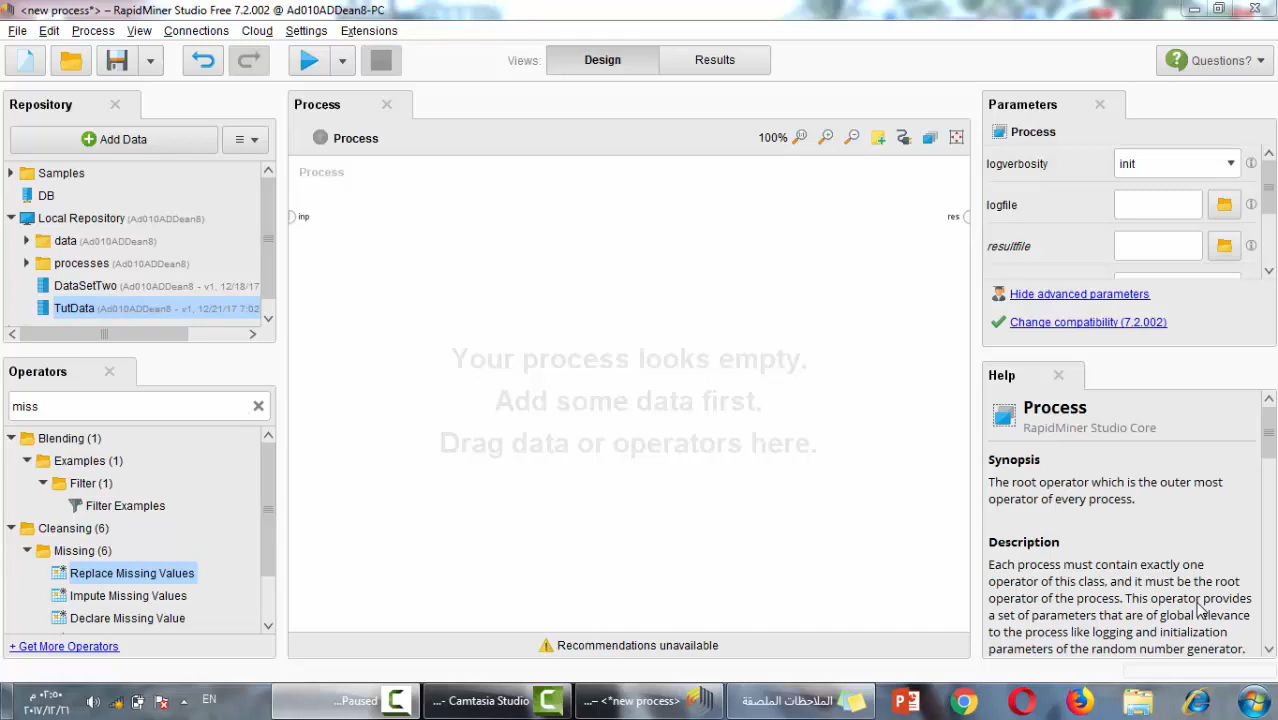 <new process*> – RapidMiner Studio Free 7.2.002 @ Ad010ADDean8-PC
File Edit Process View Connections Cloud Settings Extensions
Views: Design Results Questions?
Repository
Add Data
Samples
DB
Local Repository (Ad010ADDean8)
data (Ad010ADDean8)
processes (Ad010ADDean8)
DataSetTwo (Ad010ADDean8 - v1, 12/18/17
TutData (Ad010ADDean8 - v1, 12/21/17 7:02
Operators
miss
Blending (1)
Examples (1)
Filter (1)
Filter Examples
Cleansing (6)
Missing (6)
Replace Missing Values
Impute Missing Values
Declare Missing Value
+ Get More Operators
Process
Process
100%
Process
inp
res
Your process looks empty.
Add some data first.
Drag data or operators here.
Recommendations unavailable
Parameters
Process
logverbosity init
logfile
resultfile
Hide advanced parameters
Change compatibility (7.2.002)
Help
Process
RapidMiner Studio Core
Synopsis
The root operator which is the outer most
operator of every process.
Description
Each process must contain exactly one
operator of this class, and it must be the root
operator of the process. This operator provides
a set of parameters that are of global relevance
to the process like logging and initialization
parameters of the random number generator.
٠٢:٥٠ م
٢٠١٧/١٢/٢١
EN
...Paused
... - Camtasia Studio
...– <*new process>
الملاحظات الملصقة